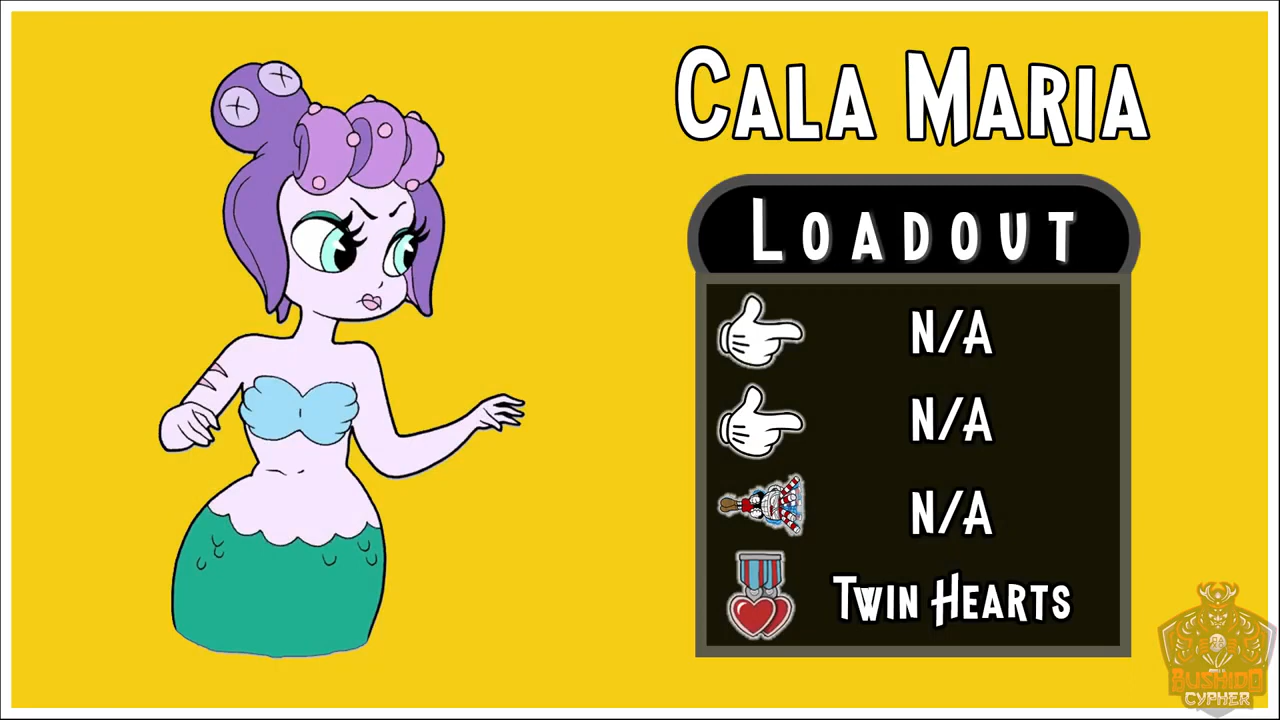 Cala Maria
Loadout
N/A
N/A
N/A
Twin Hearts
BUSHIDO
CYPHER